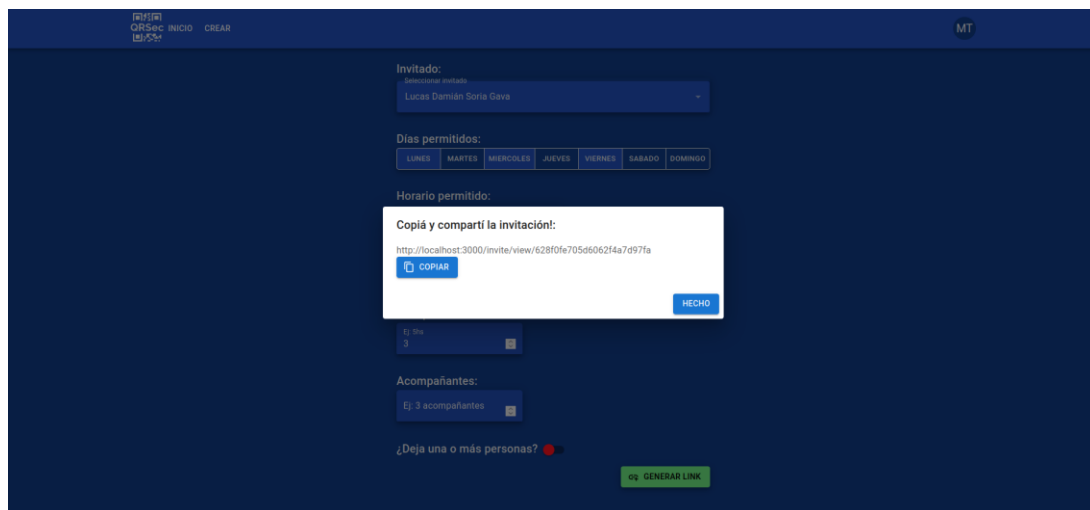 QRSec INICIO CREAR MT
Invitado:
Seleccionar invitado
Lucas Damián Soria Gava
Días permitidos:
LUNES MARTES MIERCOLES JUEVES VIERNES SABADO DOMINGO
Horario permitido:
Copiá y compartí la invitación!:
http://localhost:3000/invite/view/628f0fe705d6062f4a7d97fa
COPIAR
HECHO
Ej: 5hs
3
Acompañantes:
Ej: 3 acompañantes
¿Deja una o más personas?
GENERAR LINK